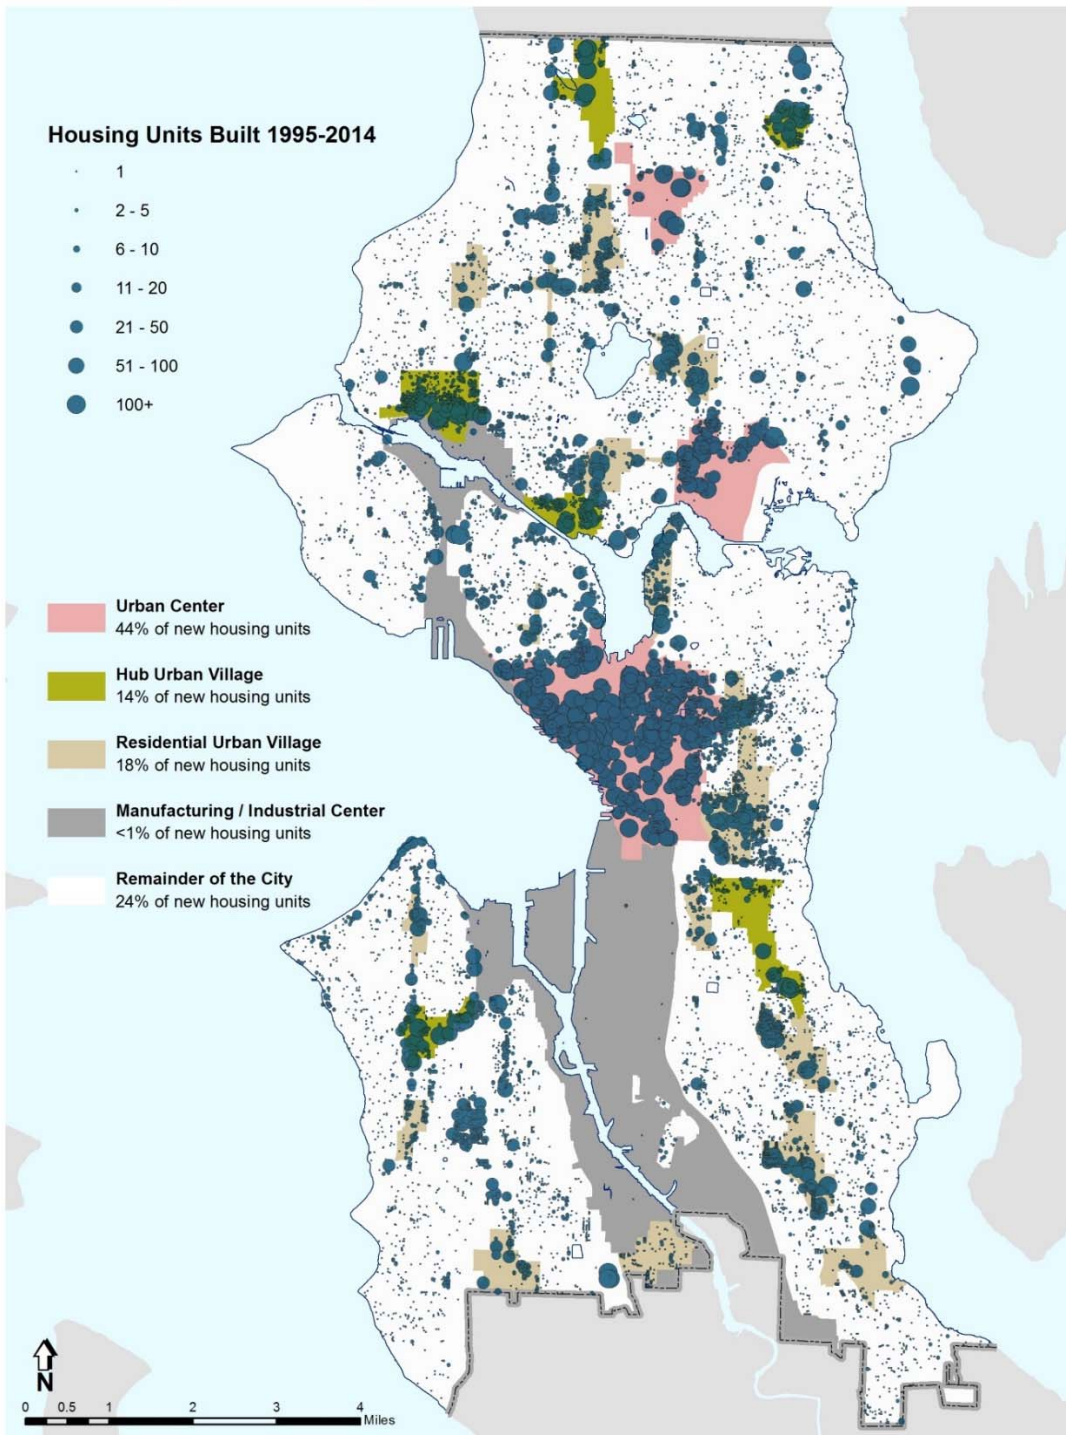 Housing Units Built 1995-2014
1
2 - 5
6 - 10
11 - 20
21 - 50
51 - 100
100+
Urban Center
44% of new housing units
Hub Urban Village
14% of new housing units
Residential Urban Village
18% of new housing units
Manufacturing / Industrial Center
<1% of new housing units
Remainder of the City
24% of new housing units
N
0 0.5 1 2 3 4
Miles